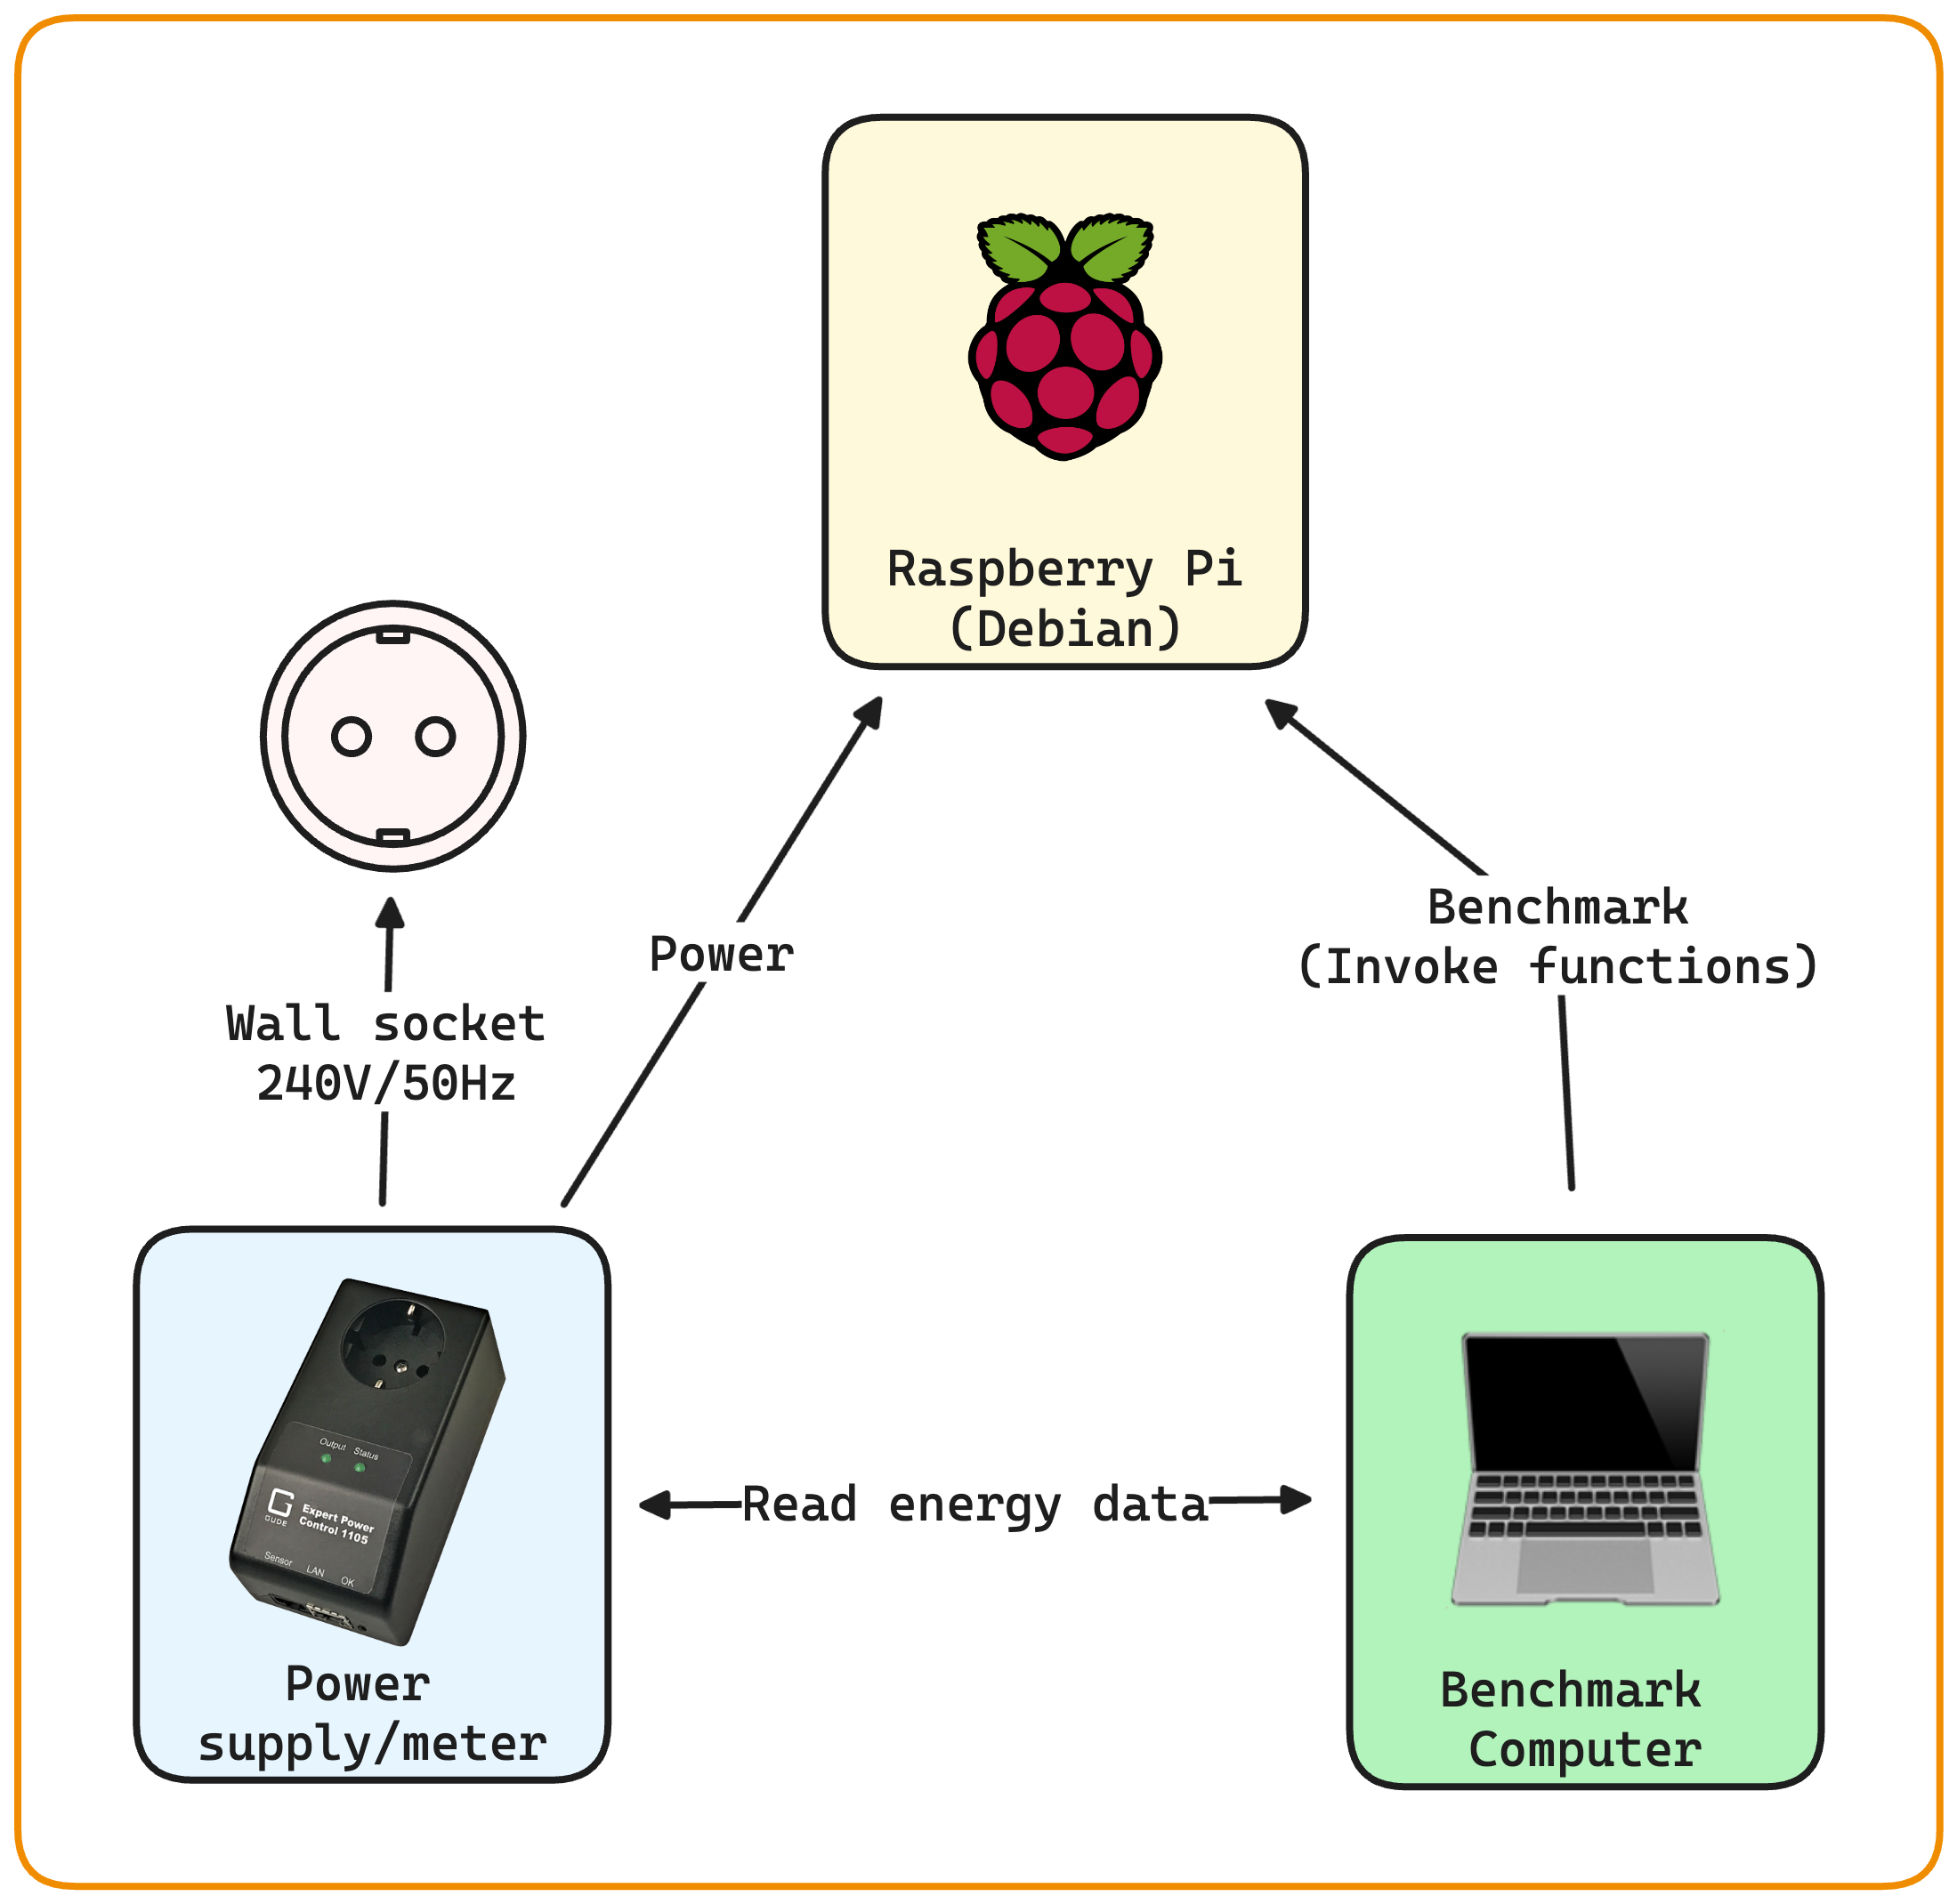 Raspberry Pi
(Debian)
Power
Benchmark
(Invoke functions)
Wall socket
240V/50Hz
Output Status
G
GUDE
Expert Power
Control 1105
Sensor LAN OK
Read energy data
Power
supply/meter
Benchmark
Computer